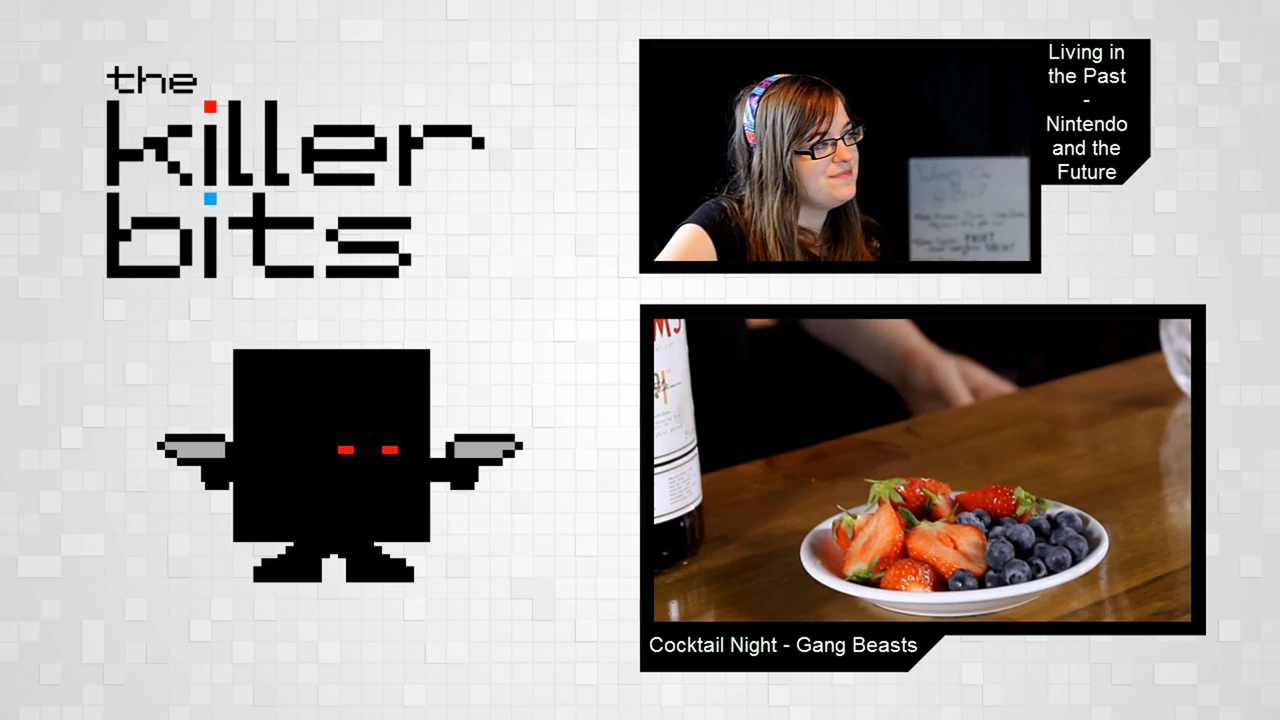 the
killer
bits
Living in
the Past
-
Nintendo
and the
Future
Cocktail Night - Gang Beasts